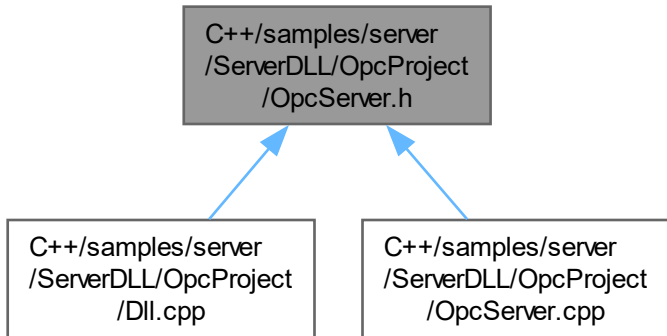 C++/samples/server
/ServerDLL/OpcProject
/OpcServer.h
C++/samples/server
/ServerDLL/OpcProject
/Dll.cpp
C++/samples/server
/ServerDLL/OpcProject
/OpcServer.cpp